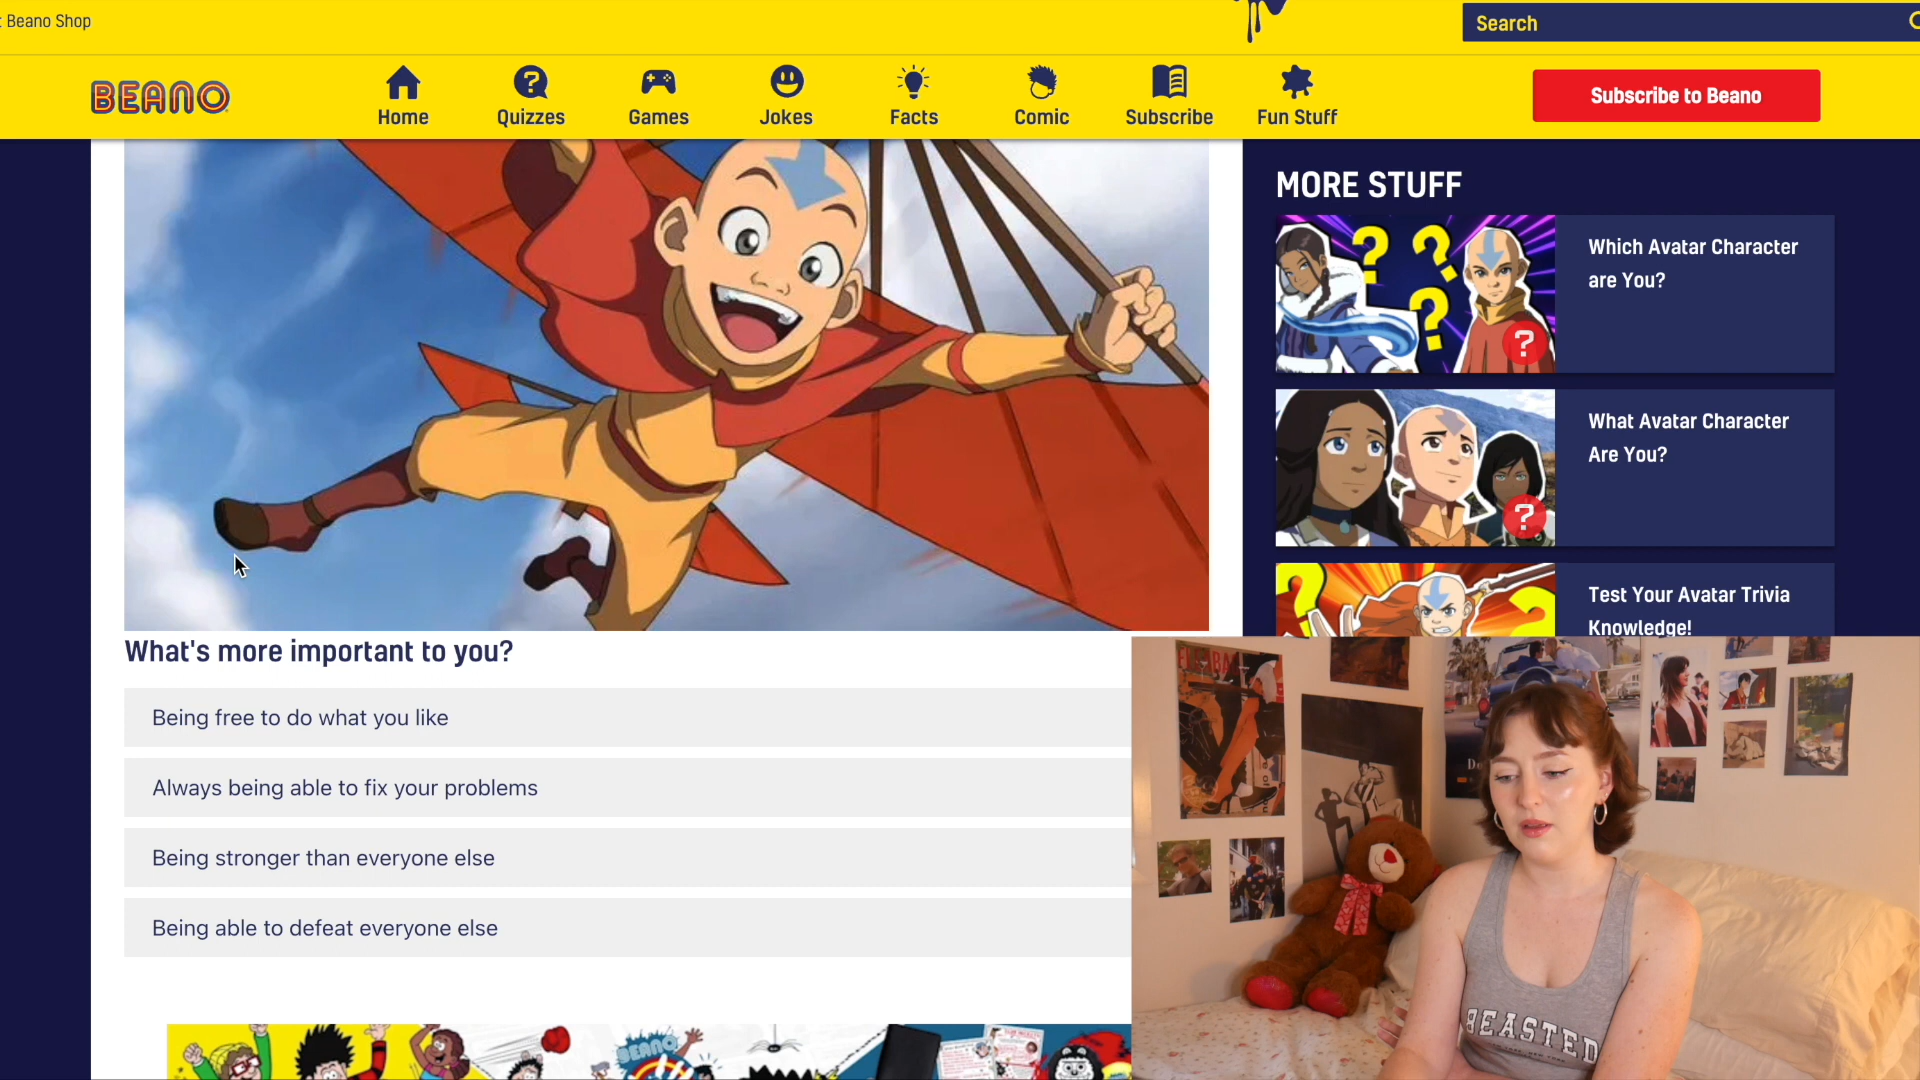 Beano Shop
Search
BEANO
Home
Quizzes
Games
Jokes
Facts
Comic
Subscribe
Fun Stuff
Subscribe to Beano
MORE STUFF
Which Avatar Character
are You?
What Avatar Character
Are You?
Test Your Avatar Trivia
Knowledge!
What's more important to you?
Being free to do what you like
Always being able to fix your problems
Being stronger than everyone else
Being able to defeat everyone else
BEANO
BEASTED